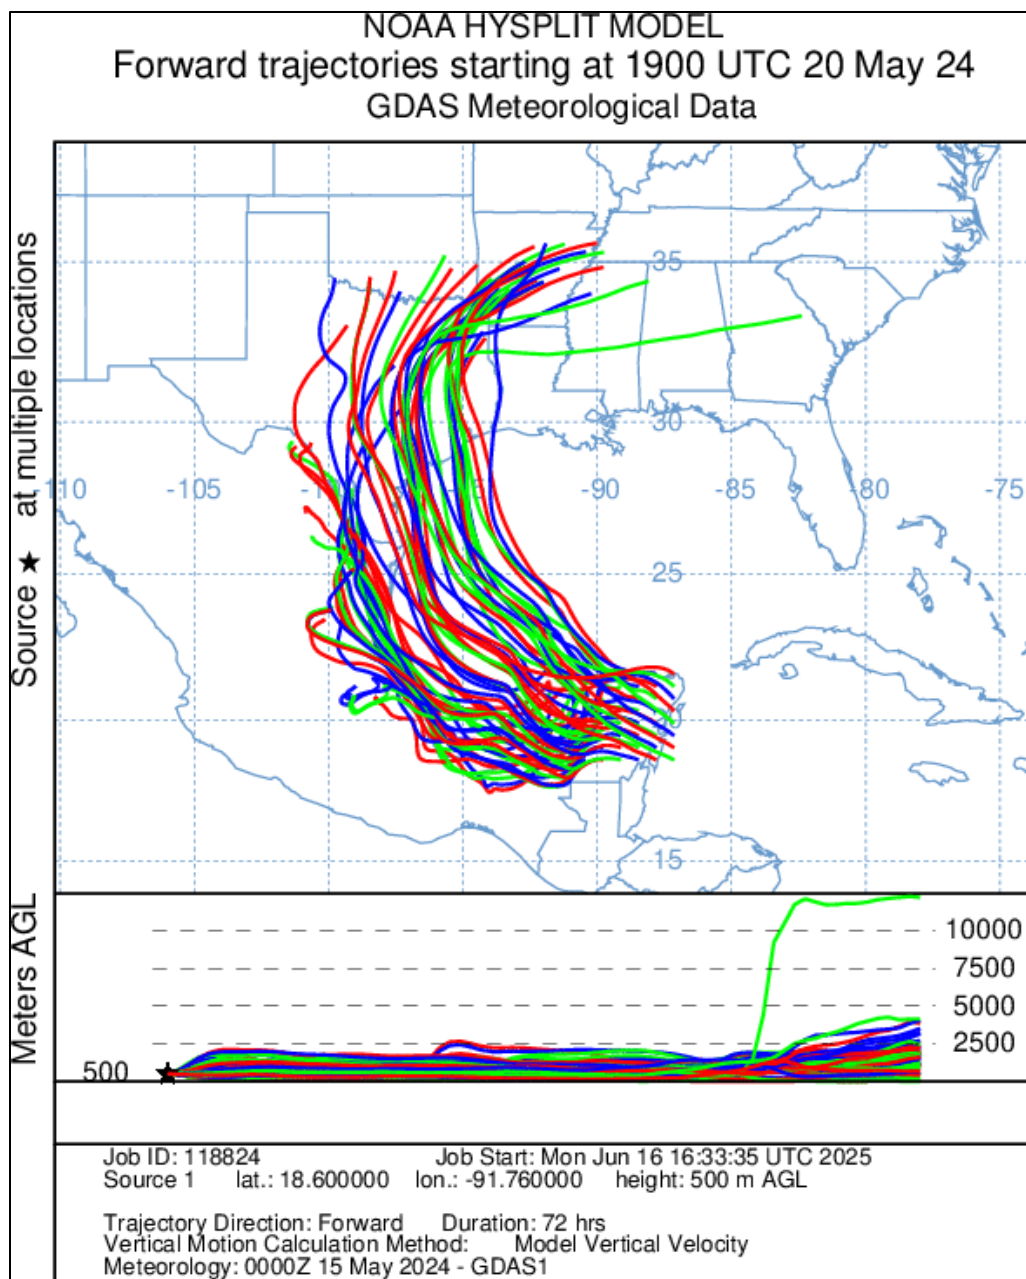 NOAA HYSPLIT MODEL
Forward trajectories starting at 1900 UTC 20 May 24
GDAS Meteorological Data
Source ★ at multiple locations
35
30
-105
-90
-85
-80
-75
25
15
Meters AGL
10000
7500
5000
2500
500
Job ID: 118824 Job Start: Mon Jun 16 16:33:35 UTC 2025
Source 1 lat.: 18.600000 lon.: -91.760000 height: 500 m AGL
Trajectory Direction: Forward Duration: 72 hrs
Vertical Motion Calculation Method: Model Vertical Velocity
Meteorology: 0000Z 15 May 2024 - GDAS1